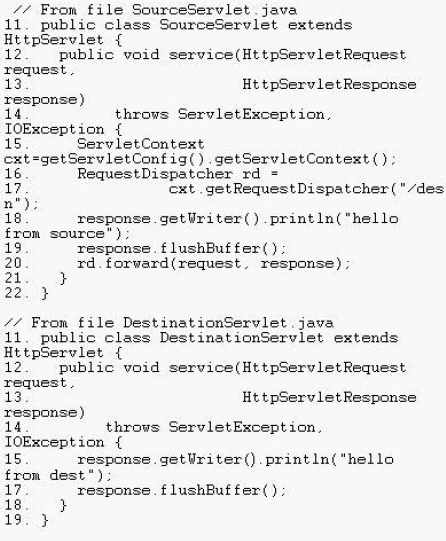 // From file SourceServlet.java
11. public class SourceServlet extends
HttpServlet {
12.   public void service(HttpServletRequest
request,
13.                        HttpServletResponse
response)
14.         throws ServletException,
IOException {
15.     ServletContext
cxt=getServletConfig().getServletContext();
16.     RequestDispatcher rd =
17.               cxt.getRequestDispatcher("/des
n");
18.     response.getWriter().println("hello
from source");
19.     response.flushBuffer();
20.     rd.forward(request, response);
21.   }
22. }
// From file DestinationServlet.java
11. public class DestinationServlet extends
HttpServlet {
12.   public void service(HttpServletRequest
request,
13.                        HttpServletResponse
response)
14.        throws ServletException,
IOException {
15.     response.getWriter().println("hello
from dest");
17.     response.flushBuffer();
18.   }
19. }